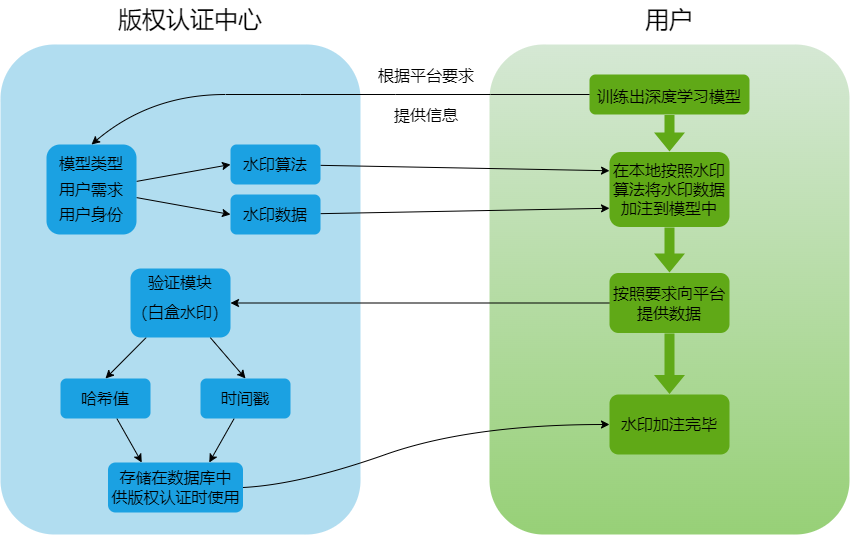 版权认证中心
用户
根据平台要求
提供信息
训练出深度学习模型
模型类型
用户需求
用户身份
水印算法
水印数据
在本地按照水印
算法将水印数据
加注到模型中
验证模块
（白盒水印）
按照要求向平台
提供数据
哈希值
时间戳
水印加注完毕
存储在数据库中
供版权认证时使用